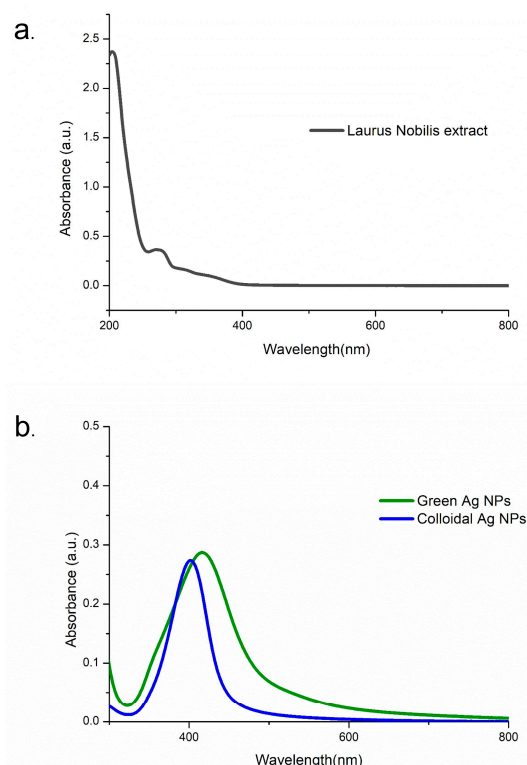 a.
2.5
2.0
1.5
1.0
0.5
0.0
Absorbance (a.u.)
Laurus Nobilis extract
200
400
600
800
Wavelength(nm)
b.
0.5
0.4
0.3
0.2
0.1
0.0
Absorbance (a.u.)
Green Ag NPs
Colloidal Ag NPs
400
600
800
Wavelength(nm)